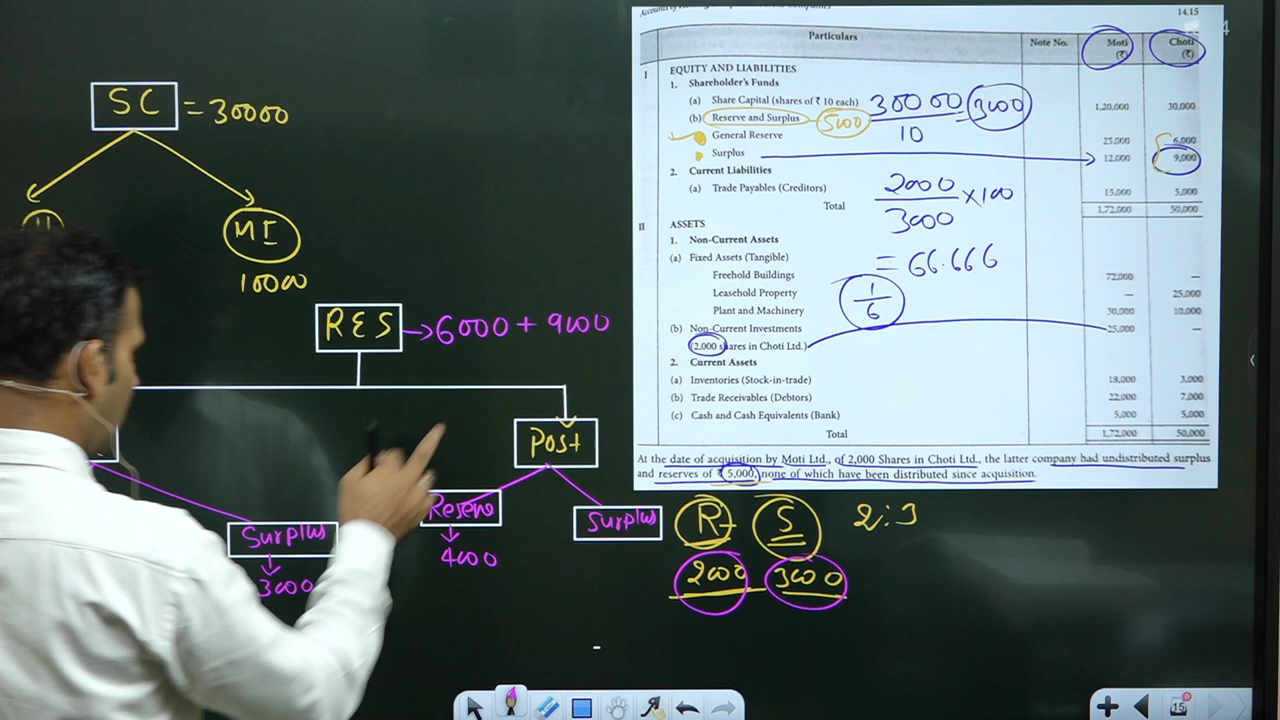 SC = 30000
MI
10000
RES → 6000 + 9000
Post
Surplus
3000
Reserve
4000
Surplus
14.15
Particulars Note No. Moti Choti
(₹) (₹)
I EQUITY AND LIABILITIES
1. Shareholder's Funds
(a) Share Capital (shares of ₹ 10 each) 1,20,000 30,000
(b) Reserve and Surplus
General Reserve 25,000 6,000
Surplus 12,000 9,000
2. Current Liabilities
(a) Trade Payables (Creditors) 15,000 5,000
Total 1,72,000 50,000
II ASSETS
1. Non-Current Assets
(a) Fixed Assets (Tangible)
Freehold Buildings 72,000 —
Leasehold Property — 25,000
Plant and Machinery 30,000 10,000
(b) Non-Current Investments 25,000 —
(2,000 shares in Choti Ltd.)
2. Current Assets
(a) Inventories (Stock-in-trade) 18,000 3,000
(b) Trade Receivables (Debtors) 22,000 7,000
(c) Cash and Cash Equivalents (Bank) 5,000 5,000
Total 1,72,000 50,000
At the date of acquisition by Moti Ltd., of 2,000 Shares in Choti Ltd., the latter company had undistributed surplus
and reserves of ₹ 5,000, none of which have been distributed since acquisition.
5000
30000 = 3000
10
2000 × 100
3000
= 66.666
1
6
R S 2:3
2000 3000
15